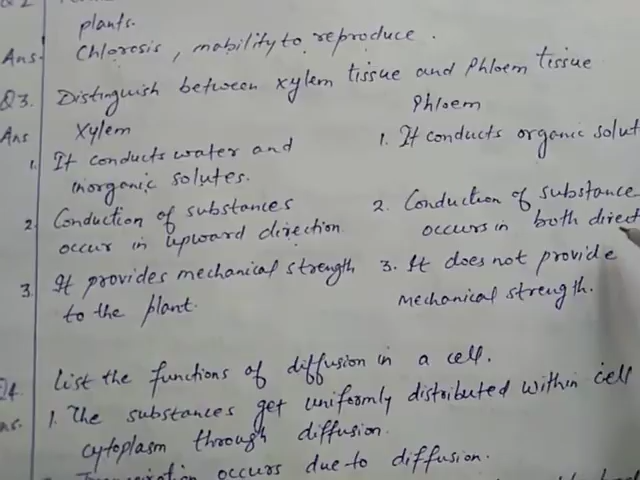 plants.
Ans. Chlorosis, inability to reproduce.
Q3. Distinguish between xylem tissue and Phloem tissue
Ans Xylem Phloem
1. It conducts water and
inorganic solutes.
1. It conducts organic solut
2. Conduction of substances
occur in upward direction.
2. Conduction of substance
occurs in both direct
3. It provides mechanical strength
to the plant.
3. It does not provide
mechanical strength.
Q4. List the functions of diffusion in a cell.
Ans. 1. The substances get uniformly distributed within cell
cytoplasm through diffusion.
occurs due to diffusion.